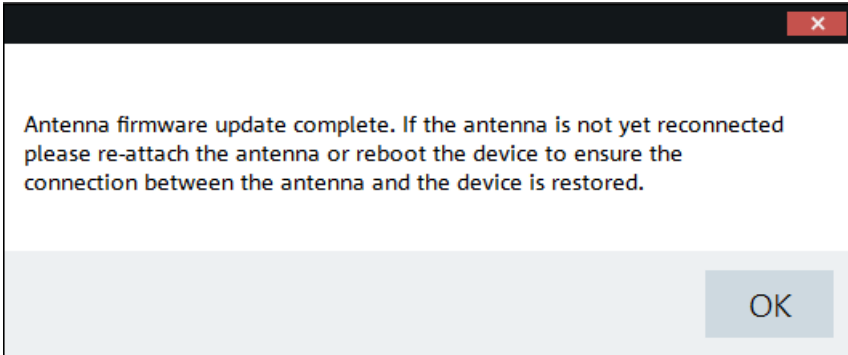 Antenna firmware update complete. If the antenna is not yet reconnected
please re-attach the antenna or reboot the device to ensure the
connection between the antenna and the device is restored.
OK